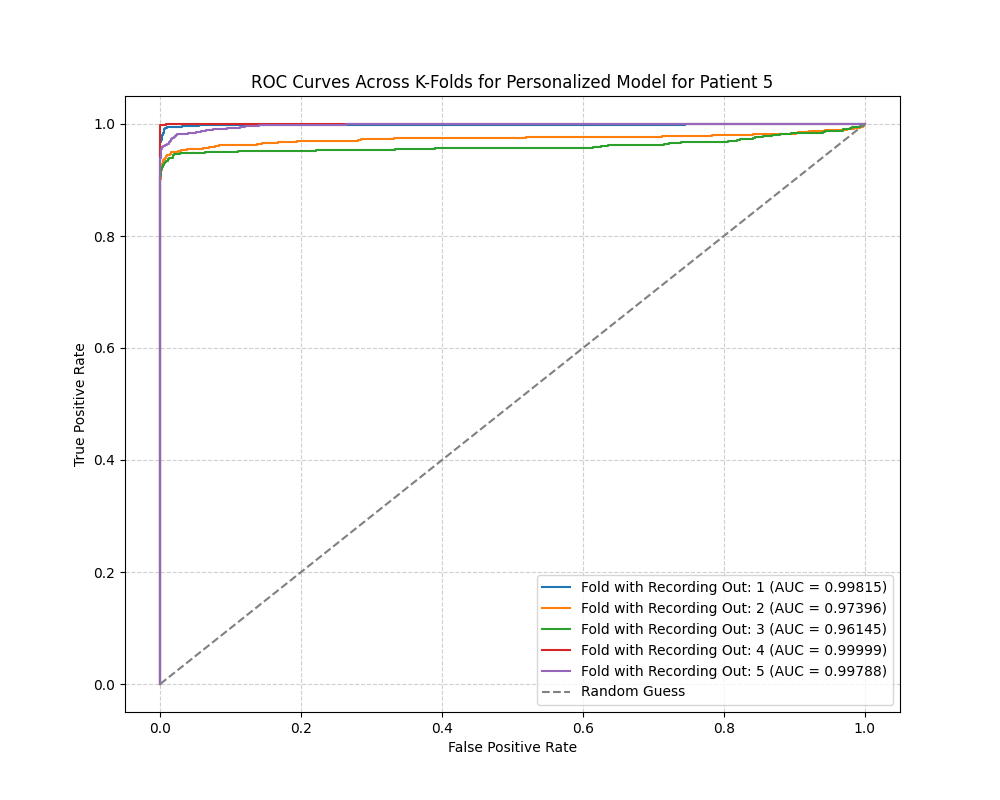 ROC Curves Across K-Folds for Personalized Model for Patient 5
True Positive Rate
1.0
0.8
0.6
0.4
0.2
0.0
Fold with Recording Out: 1 (AUC = 0.99815)
Fold with Recording Out: 2 (AUC = 0.97396)
Fold with Recording Out: 3 (AUC = 0.96145)
Fold with Recording Out: 4 (AUC = 0.99999)
Fold with Recording Out: 5 (AUC = 0.99788)
Random Guess
0.0 0.2 0.4 0.6 0.8 1.0
False Positive Rate